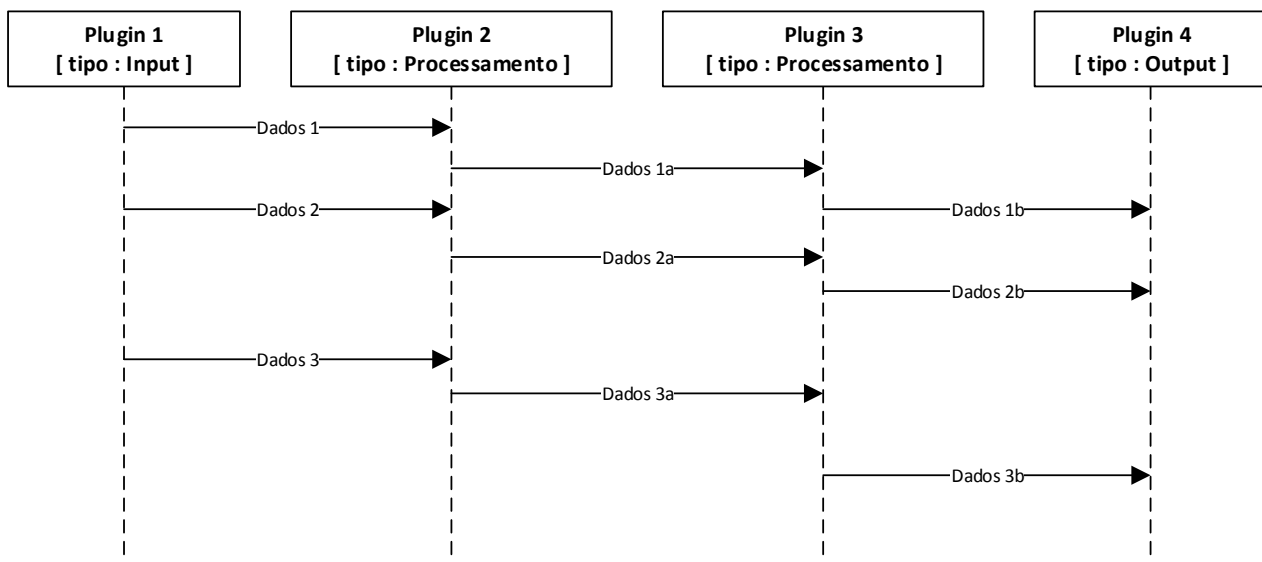 Plugin 1
[ tipo : Input ]
Plugin 2
[ tipo : Processamento ]
Plugin 3
[ tipo : Processamento ]
Plugin 4
[ tipo : Output ]
Dados 1
Dados 1a
Dados 2
Dados 1b
Dados 2a
Dados 2b
Dados 3
Dados 3a
Dados 3b